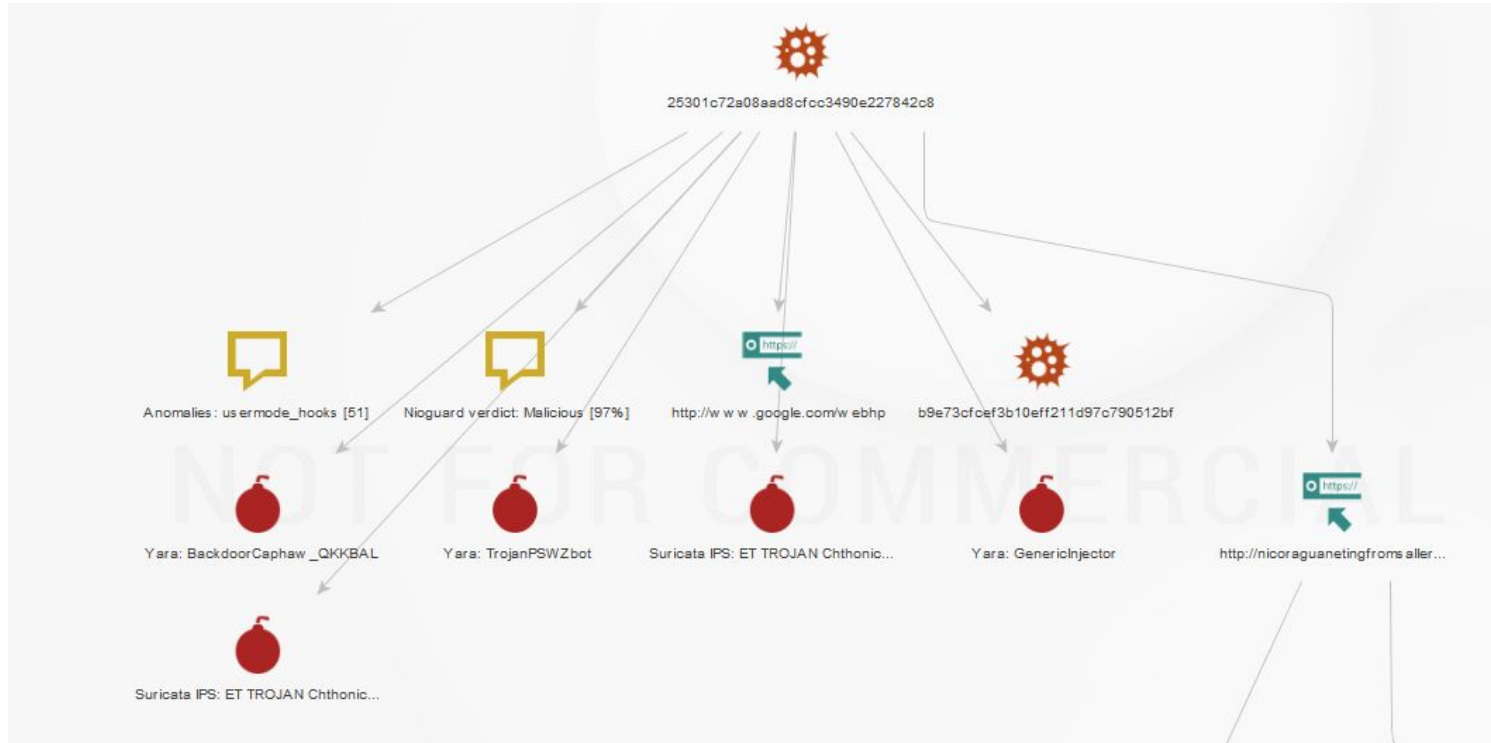 25301c72a08aad8cfcc3490e227842c8
https://
Anomalies: usermode_hooks [51]
Nioguard verdict: Malicious [97%]
http://www.google.com/webhp
b9e73cfcef3b10eff211d97c790512bf
NOT FOR COMMERCIAL
https://
Yara: BackdoorCaphaw_QKKBAL
Yara: TrojanPSWZbot
Suricata IPS: ET TROJAN Chthonic...
Yara: GenericInjector
http://nicoraguanetingfromsaller...
Suricata IPS: ET TROJAN Chthonic...